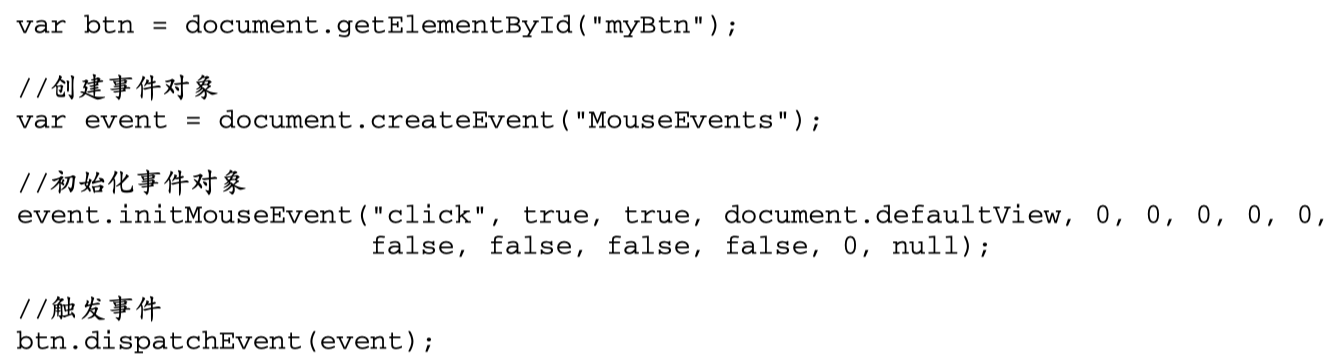 var btn = document.getElementById("myBtn");
//创建事件对象
var event = document.createEvent("MouseEvents");
//初始化事件对象
event.initMouseEvent("click", true, true, document.defaultView, 0, 0, 0, 0, 0,
false, false, false, false, 0, null);
//触发事件
btn.dispatchEvent(event);